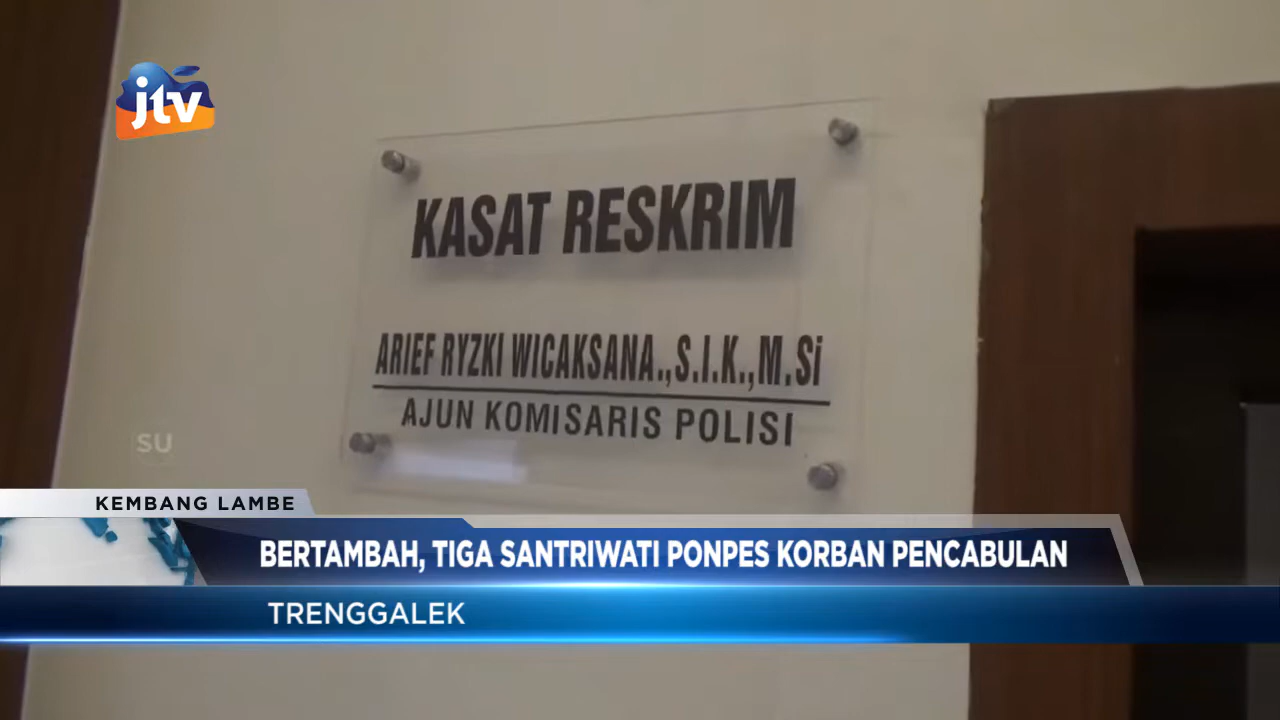 jtv
KASAT RESKRIM
ARIEF RYZKI WICAKSANA.,S.I.K.,M.Si
AJUN KOMISARIS POLISI
SU
KEMBANG LAMBE
BERTAMBAH, TIGA SANTRIWATI PONPES KORBAN PENCABULAN
TRENGGALEK